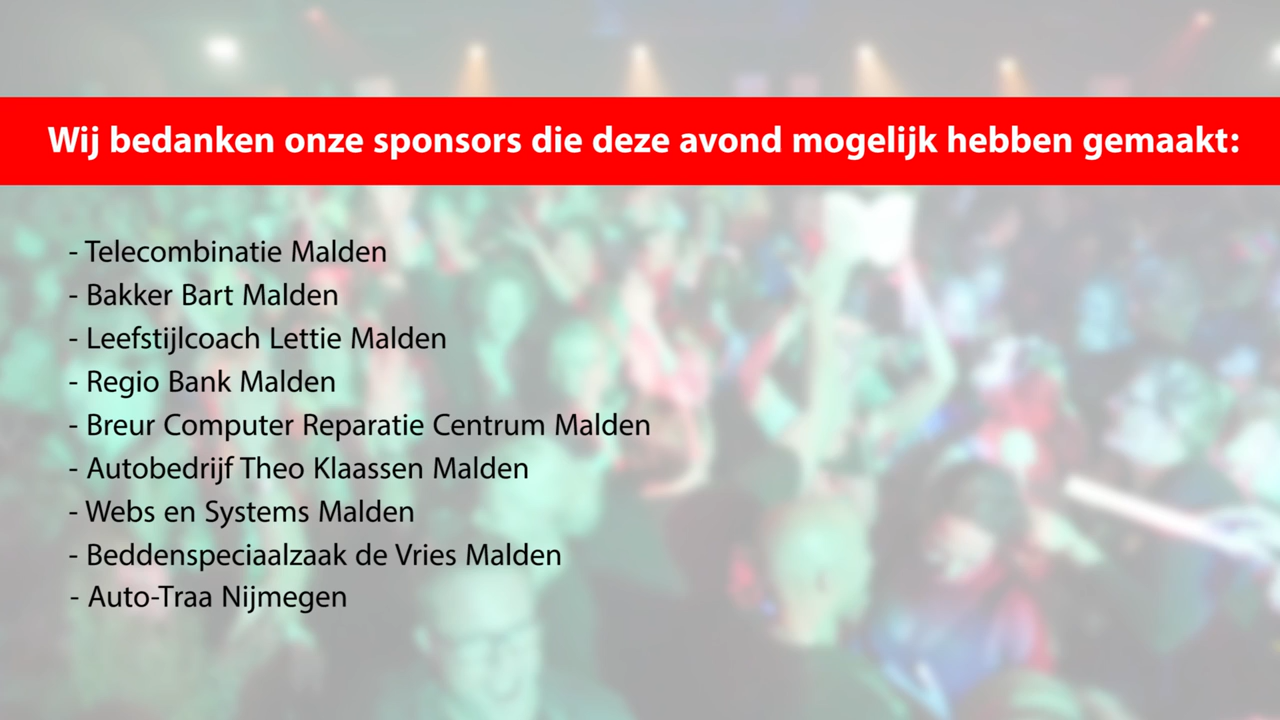 Wij bedanken onze sponsors die deze avond mogelijk hebben gemaakt:
- Telecombinatie Malden
- Bakker Bart Malden
- Leefstijlcoach Lettie Malden
- Regio Bank Malden
- Breur Computer Reparatie Centrum Malden
- Autobedrijf Theo Klaassen Malden
- Webs en Systems Malden
- Beddenspeciaalzaak de Vries Malden
- Auto-Traa Nijmegen